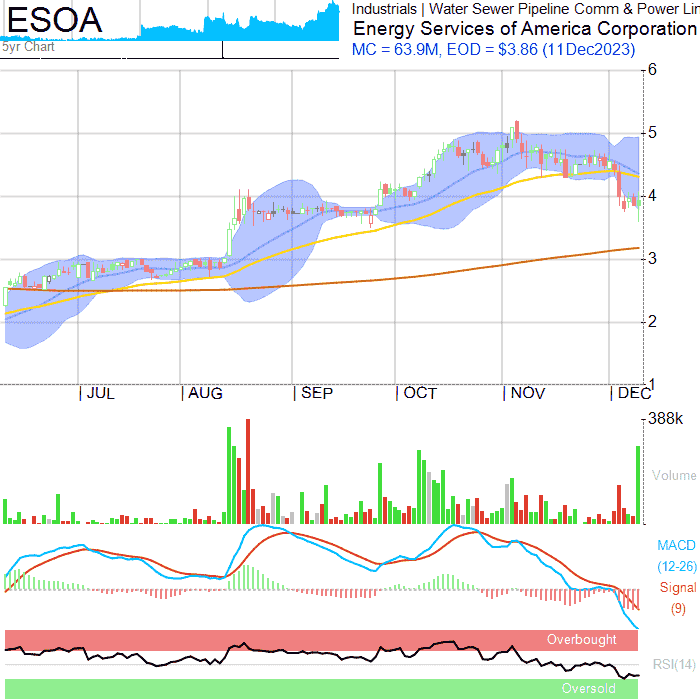 ESOA
5yr Chart
Industrials | Water Sewer Pipeline Comm & Power Lin
Energy Services of America Corporation
MC = 63.9M, EOD = $3.86 (11Dec2023)
6
5
4
3
2
1
| JUL | AUG | SEP | OCT | NOV | DEC
388k
Volume
MACD
(12-26)
Signal
(9)
Overbought
RSI(14)
Oversold